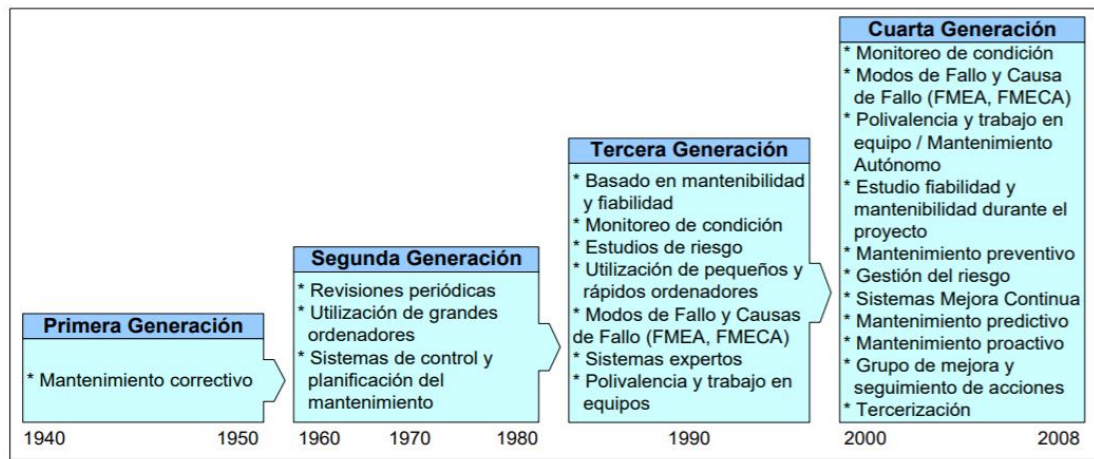 Primera Generación
* Mantenimiento correctivo
1940
1950
Segunda Generación
* Revisiones periódicas
* Utilización de grandes
ordenadores
* Sistemas de control y
planificación del
mantenimiento
1960
1970
1980
Tercera Generación
* Basado en mantenibilidad
y fiabilidad
* Monitoreo de condición
* Estudios de riesgo
* Utilización de pequeños y
rápidos ordenadores
* Modos de Fallo y Causas
de Fallo (FMEA, FMECA)
* Sistemas expertos
* Polivalencia y trabajo en
equipos
1990
Cuarta Generación
* Monitoreo de condición
* Modos de Fallo y Causa
de Fallo (FMEA, FMECA)
* Polivalencia y trabajo en
equipo / Mantenimiento
Autónomo
* Estudio fiabilidad y
mantenibilidad durante el
proyecto
* Mantenimiento preventivo
* Gestión del riesgo
* Sistemas Mejora Continua
* Mantenimiento predictivo
* Mantenimiento proactivo
* Grupo de mejora y
seguimiento de acciones
* Tercerización
2000
2008